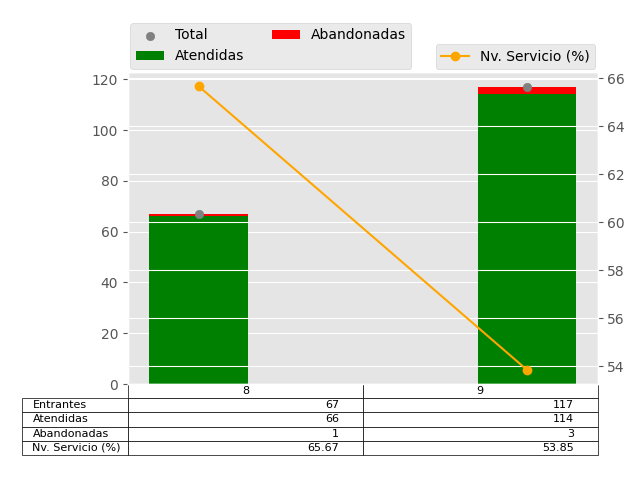 Total Abandonadas
Atendidas
Nv. Servicio (%)
120
100
80
60
40
20
0
66
64
62
60
58
56
54
8 9
Entrantes 67 117
Atendidas 66 114
Abandonadas 1 3
Nv. Servicio (%) 65.67 53.85